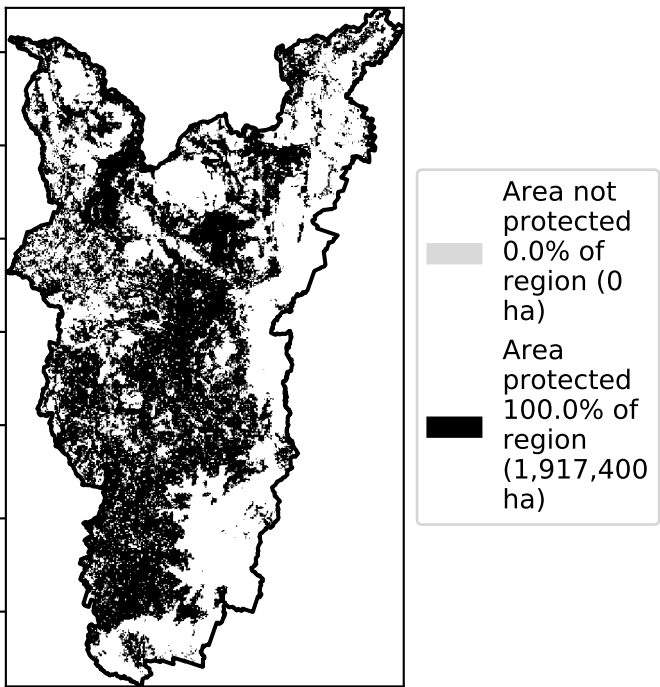 Area not
protected
0.0% of
region (0
ha)
Area
protected
100.0% of
region
(1,917,400
ha)